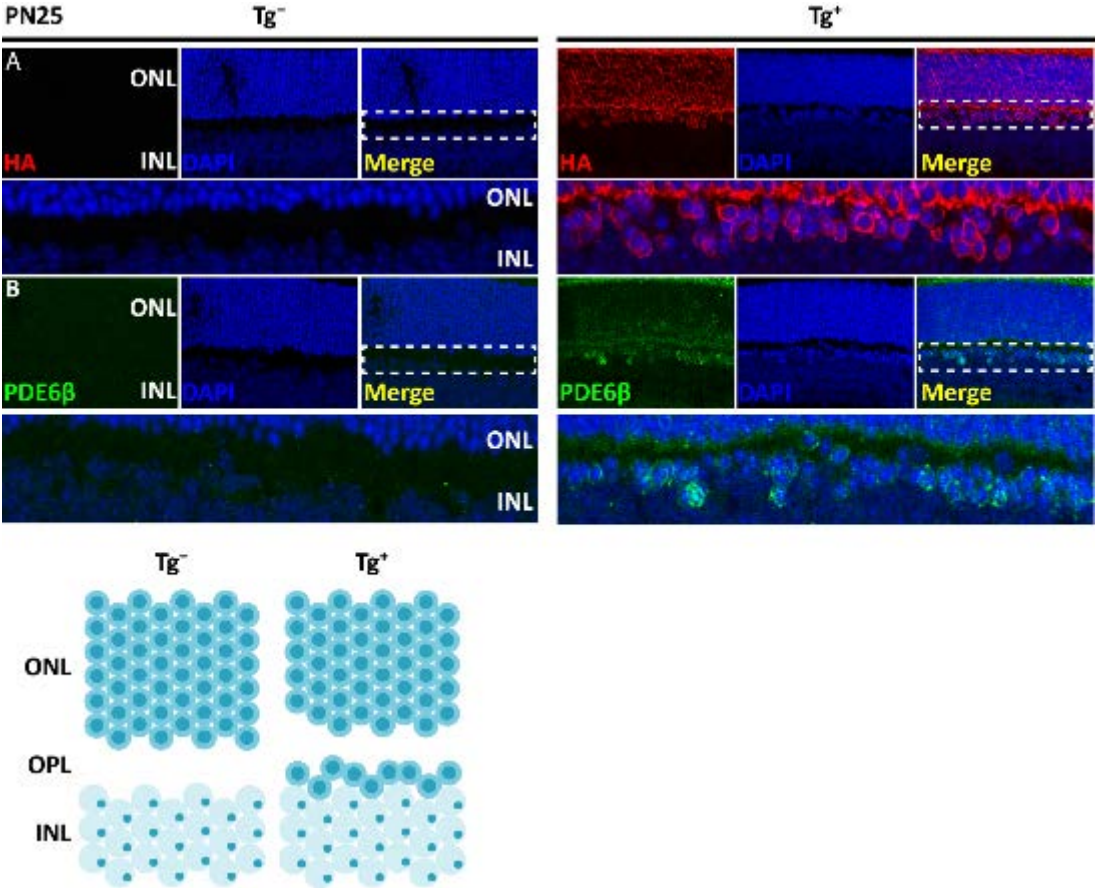 PN25 Tg⁻ Tg⁺
A ONL
HA INL DAPI Merge HA DAPI Merge
ONL
INL
B ONL
PDE6β INL DAPI Merge PDE6β DAPI Merge
ONL
INL
Tg⁻ Tg⁺
ONL
OPL
INL